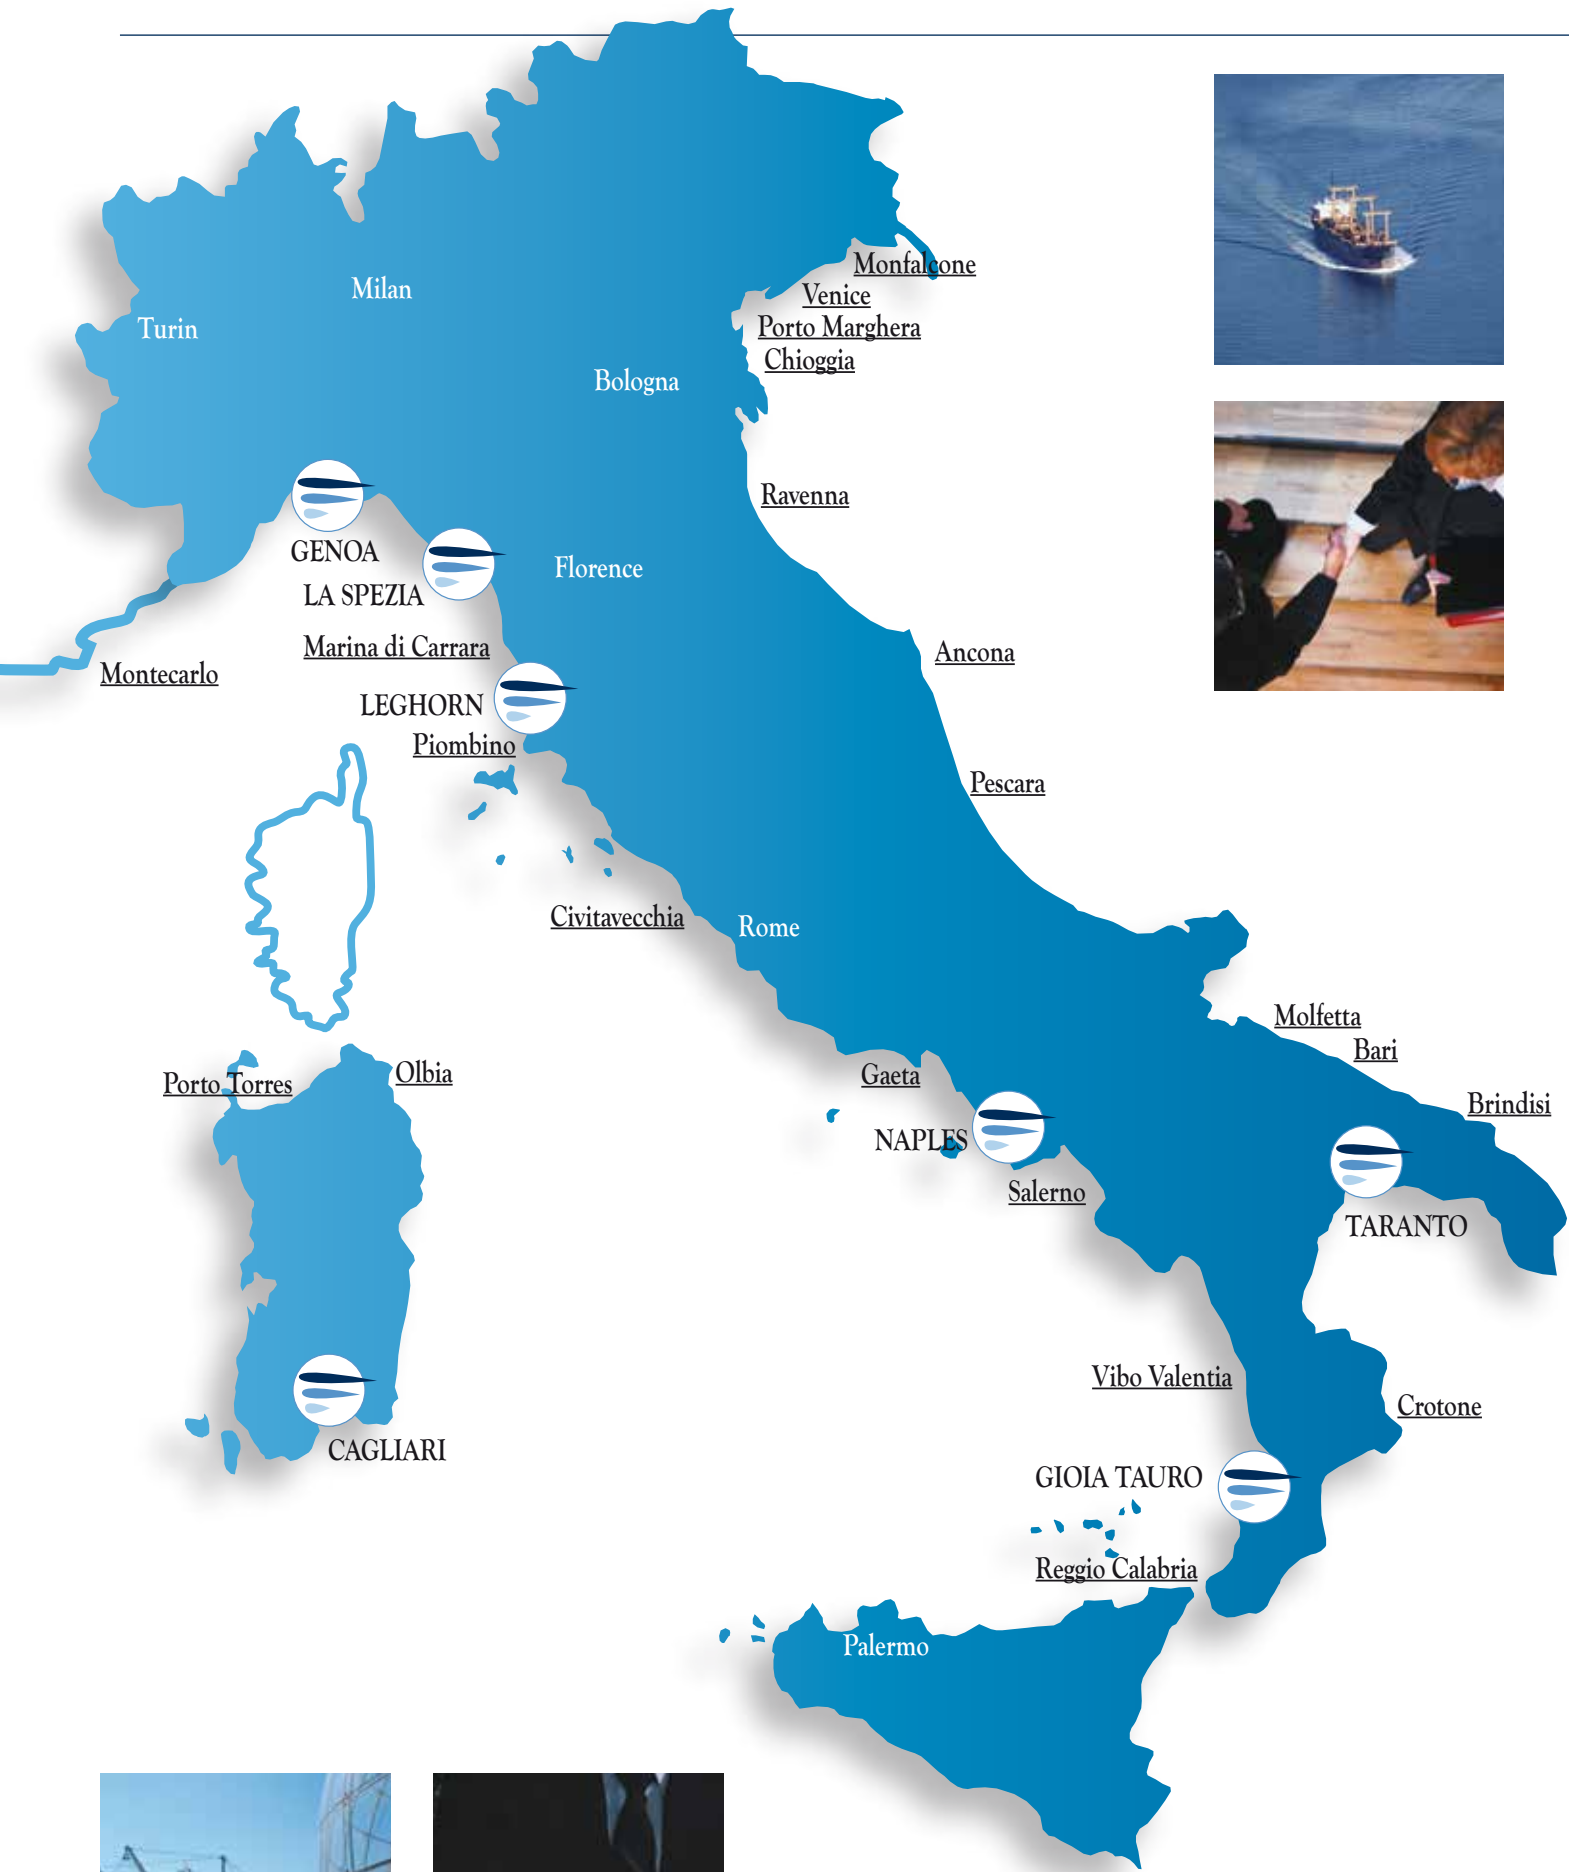 Monfalcone
Milan
Venice
Turin
Porto Marghera
Chioggia
Bologna
Ravenna
GENOA
Florence
LA SPEZIA
Marina di Carrara
Ancona
Montecarlo
LEGHORN
Piombino
Pescara
Civitavecchia
Rome
Molfetta
Bari
Olbia
Gaeta
Porto Torres
Brindisi
NAPLES
Salerno
TARANTO
Vibo Valentia
Crotone
CAGLIARI
GIOIA TAURO
Reggio Calabria
Palermo